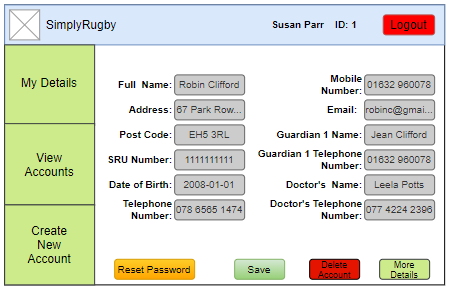 SimplyRugby
Susan Parr ID: 1
Logout
My Details
View
Accounts
Create
New
Account
Full Name: Robin Clifford
Address: 67 Park Row...
Post Code: EH5 3RL
SRU Number: 1111111111
Date of Birth: 2008-01-01
Telephone
Number: 078 6565 1474
Mobile
Number: 01632 960078
Email: robinc@gmai...
Guardian 1 Name: Jean Clifford
Guardian 1 Telephone
Number: 01632 960078
Doctor's Name: Leela Potts
Doctor's Telephone
Number: 077 4224 2396
Reset Password
Save
Delete
Account
More
Details